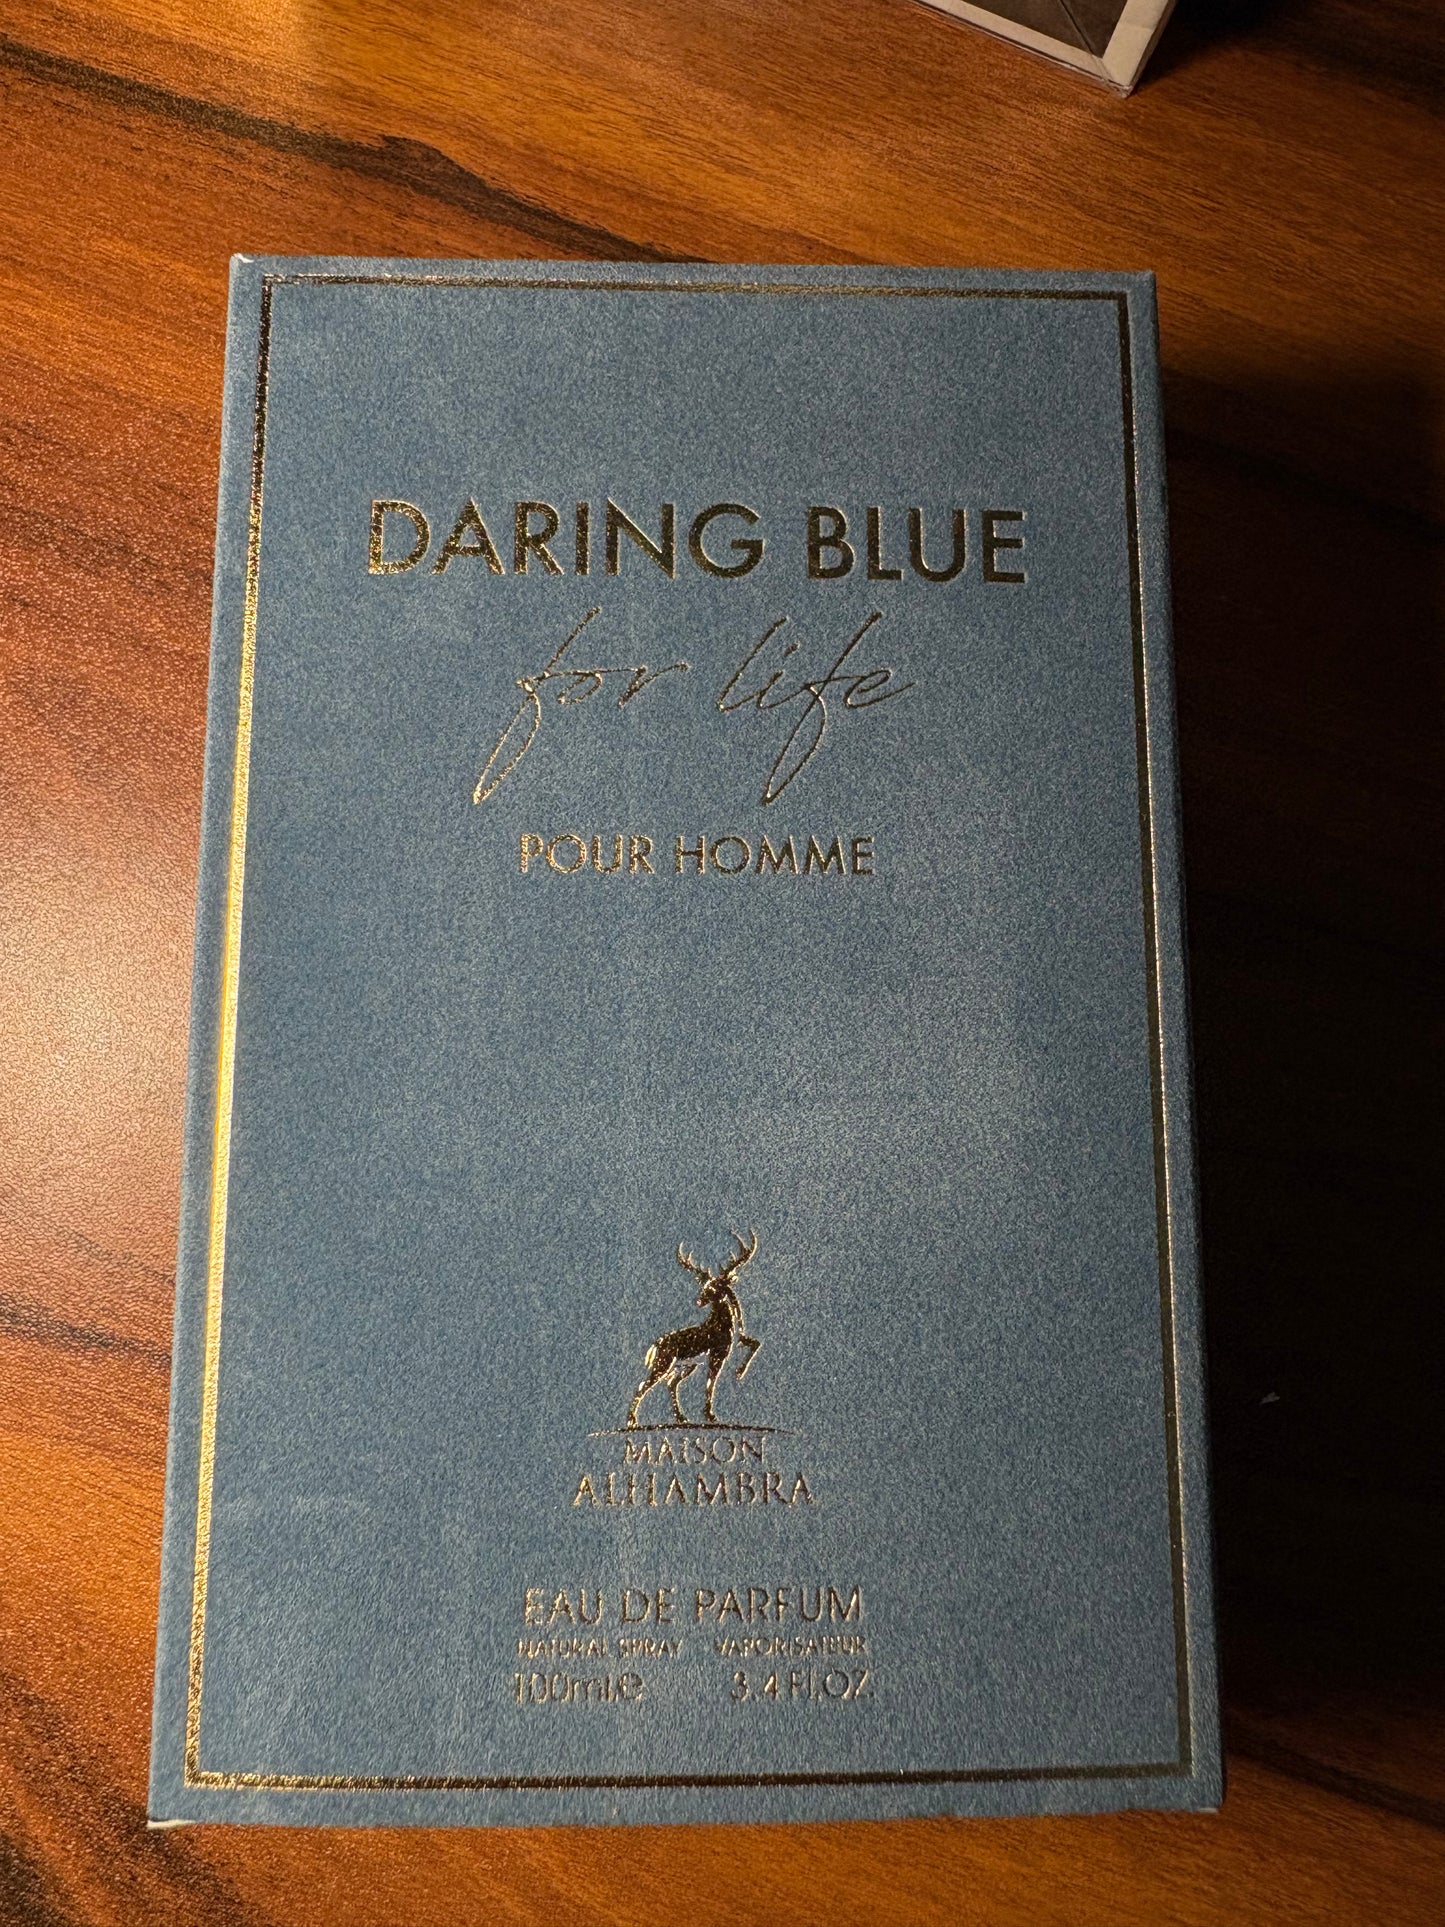 DARING BLUE
for life
POUR HOMME
MAISON
ALHAMBRA
EAU DE PARFUM
NATURAL SPRAY VAPORISATEUR
100ml.e 3.4 Fl.OZ.